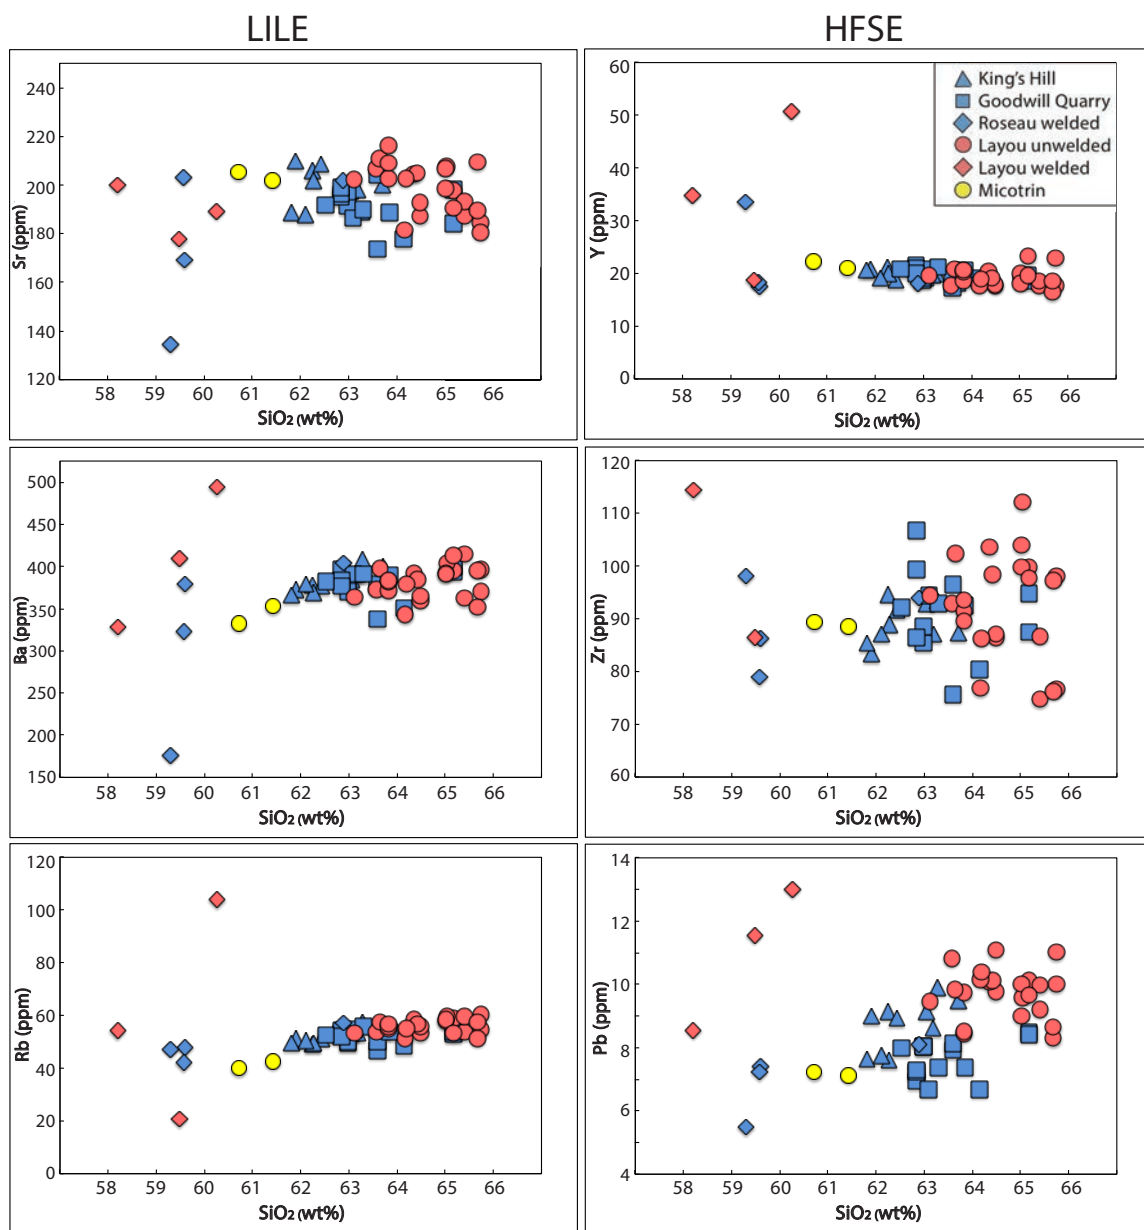 LILE
HFSE
240
220
200
180
160
140
120
Sr (ppm)
58 59 60 61 62 63 64 65 66
SiO₂ (wt%)
60
50
40
30
20
10
0
Y (ppm)
58 59 60 61 62 63 64 65 66
SiO₂ (wt%)
King's Hill
Goodwill Quarry
Roseau welded
Layou unwelded
Layou welded
Micotrin
500
450
400
350
300
250
200
150
Ba (ppm)
58 59 60 61 62 63 64 65 66
SiO₂ (wt%)
120
110
100
90
80
70
60
Zr (ppm)
58 59 60 61 62 63 64 65 66
SiO₂ (wt%)
120
100
80
60
40
20
0
Rb (ppm)
58 59 60 61 62 63 64 65 66
SiO₂ (wt%)
14
12
10
8
6
4
Pb (ppm)
58 59 60 61 62 63 64 65 66
SiO₂ (wt%)